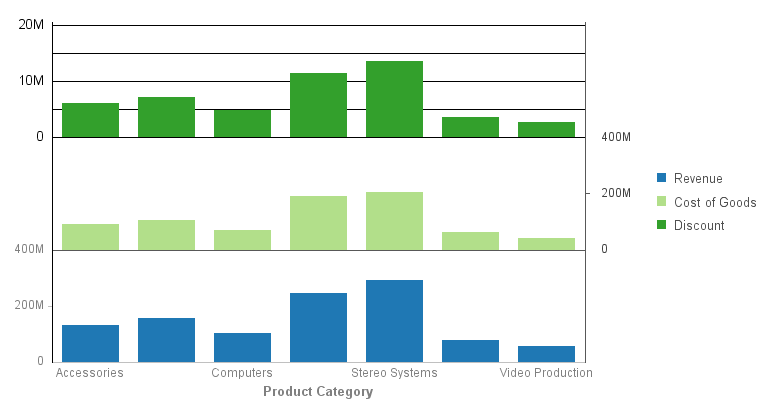 20M
10M
0
400M
200M
0
400M
200M
0
Accessories Computers Stereo Systems Video Production
Product Category
Revenue
Cost of Goods
Discount